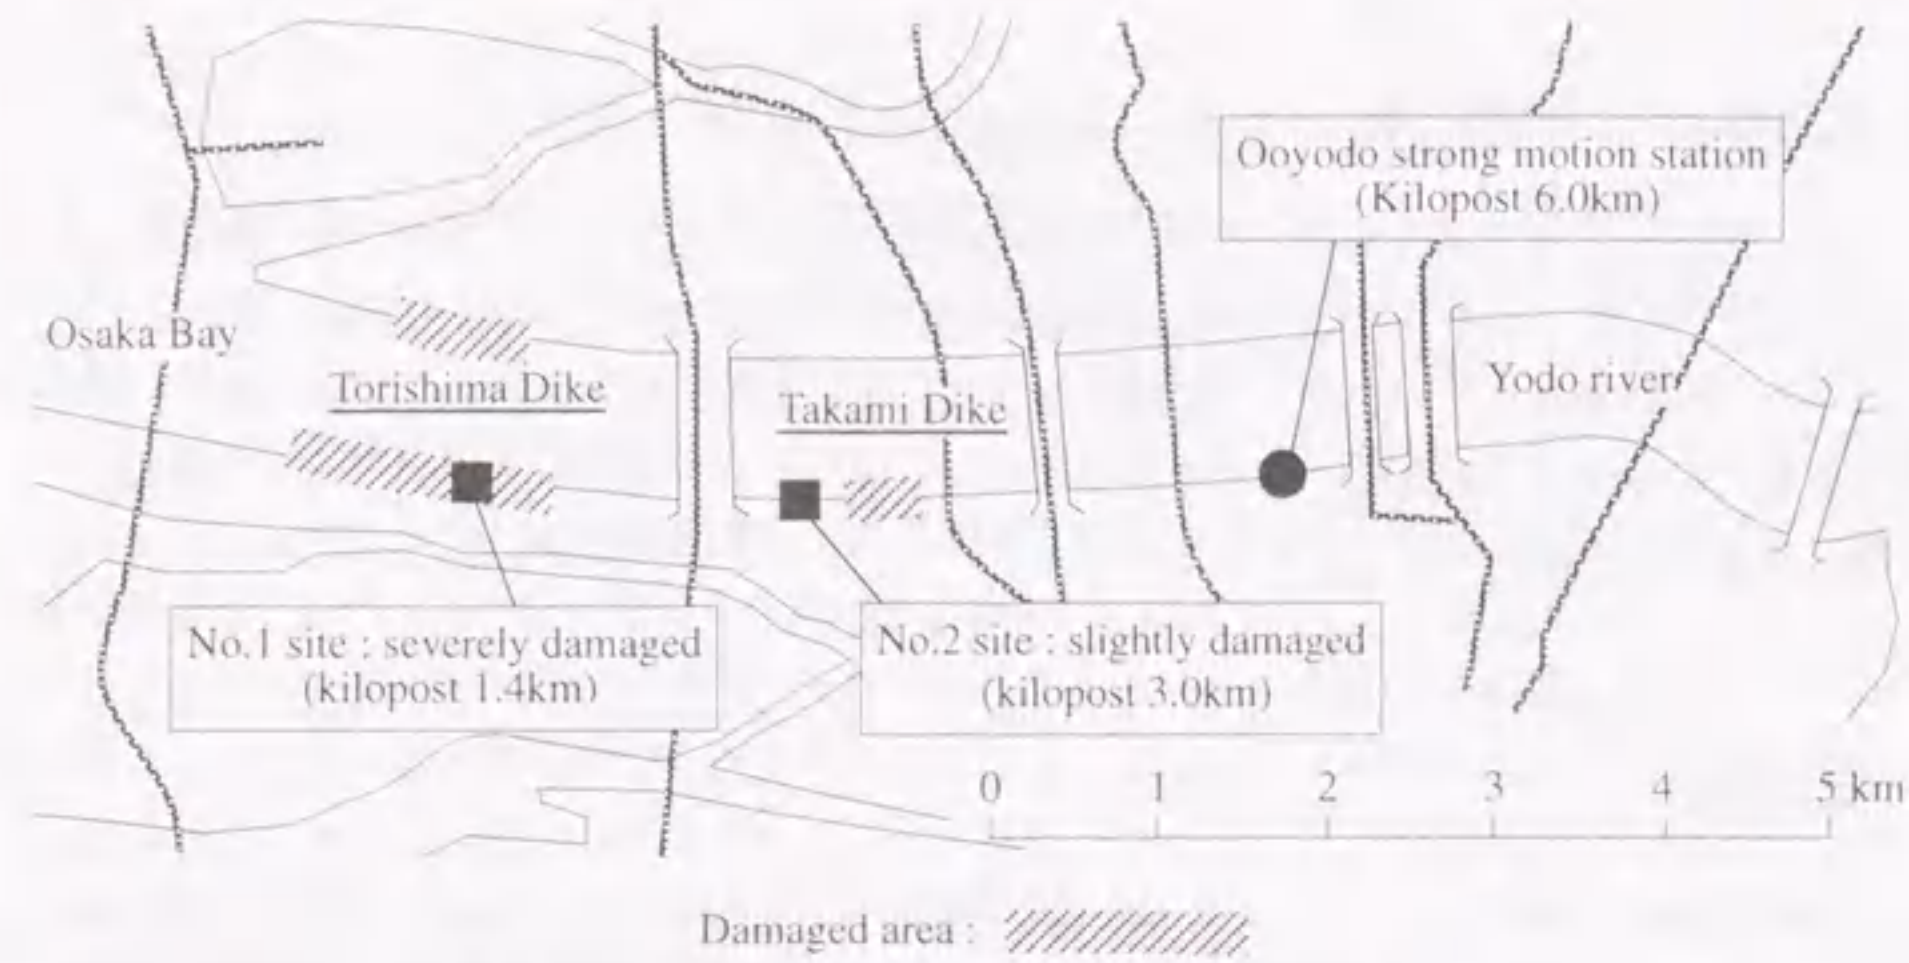 Ooyodo strong motion station
(Kilopost 6.0km)
Osaka Bay
Torishima Dike
Takami Dike
Yodo river
No.1 site : severely damaged
(kilopost 1.4km)
No.2 site : slightly damaged
(kilopost 3.0km)
0 1 2 3 4 5 km
Damaged area :